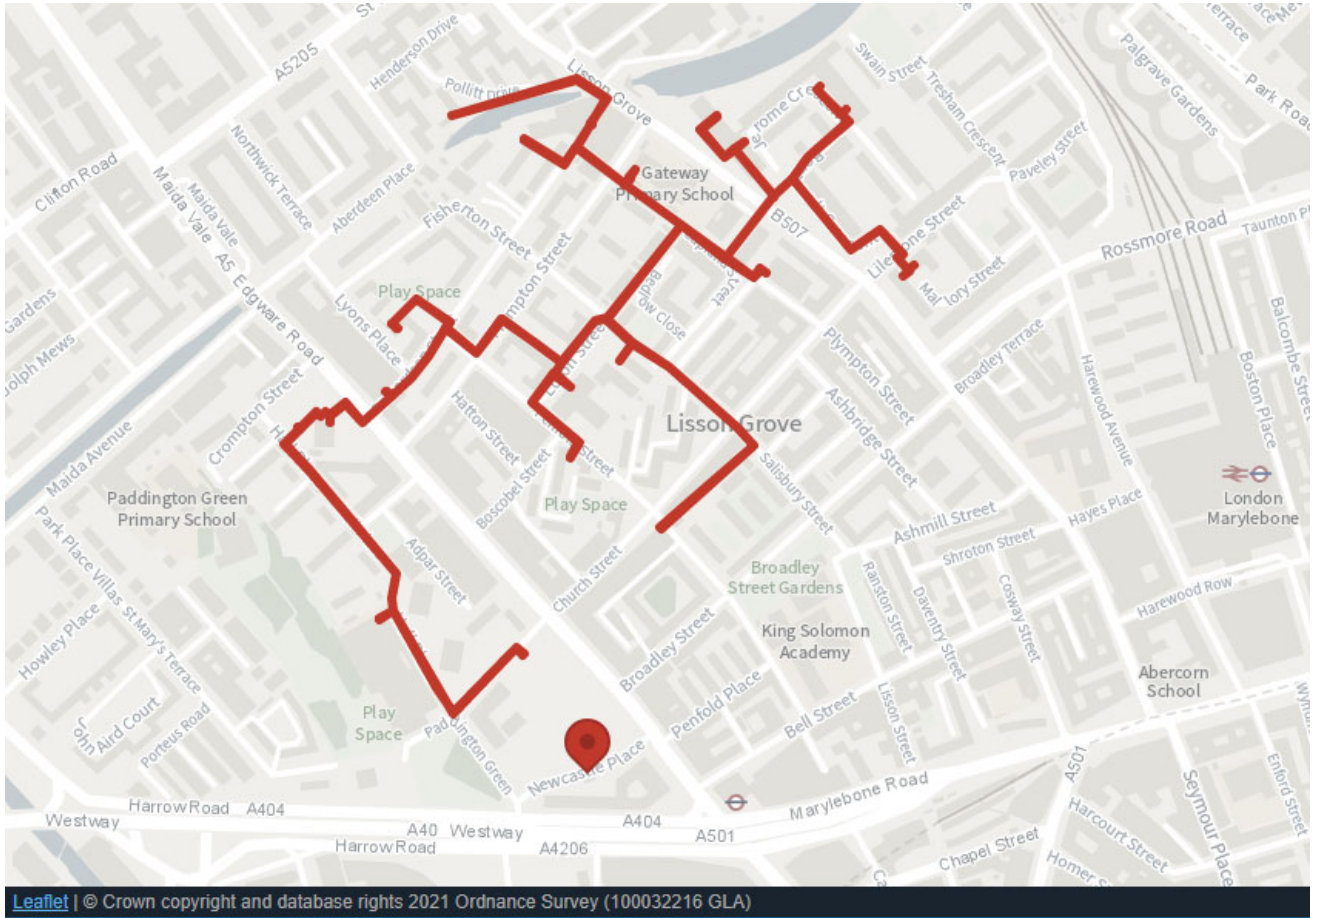 St
A5205
Henderson Drive
Pollitt Drive
Lisson Grove
Swain Street
Tresham Crescent
Palgrave Gardens
Park Road
Terrace
Clifton Road
Northwick Terrace
Aberdeen Place
Maida Vale
Maida Vale
A5 Edgware Road
Fisherton Street
Gateway
Primary School
B507
Paveley Street
Rossmore Road
Taunton Pl
Lilestone Street
Mallory Street
Play Space
Lyons Place
Gardens
olph Mews
Plympton Street
Broadley Terrace
Harewood Avenue
Boston Place
Balcombe Street
Crompton Street
Hatton Street
Maida Avenue
Lisson Grove
Ashbridge Street
Salisbury Street
Boscobel Street
Play Space
Paddington Green
Primary School
London
Marylebone
Hayes Place
Ashmill Street
Shroton Street
Park Place Villas
St Mary's Terrace
Adpar Street
Church Street
Broadley
Street Gardens
Ranston Street
Daventry Street
Cosway Street
Harewood Row
Howley Place
King Solomon
Academy
Broadley Street
Abercorn
School
Lisson Street
Penfold Place
Bell Street
John Aird Court
Porteus Road
Play
Space
Paddington Green
Newcastle Place
A501
Marylebone Road
Seymour Place
Enford Street
Harrow Road
A404
Westway
A40
Westway
A404
A501
Harrow Road
A4206
Chapel Street
Harcourt Street
Homer S
Leaflet | © Crown copyright and database rights 2021 Ordnance Survey (100032216 GLA)